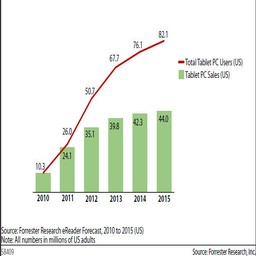 82.1
76.1
67.7
Total Tablet PC Users (US)
Tablet PC Sales (US)
50.7
44.0
42.3
39.8
35.1
26.0
24.1
10.3
2010 2011 2012 2013 2014 2015
Source: Forrester Research eReader Forecast, 2010 to 2015 (US)
Note: All numbers in millions of US adults
58409 Source: Forrester Research, Inc.